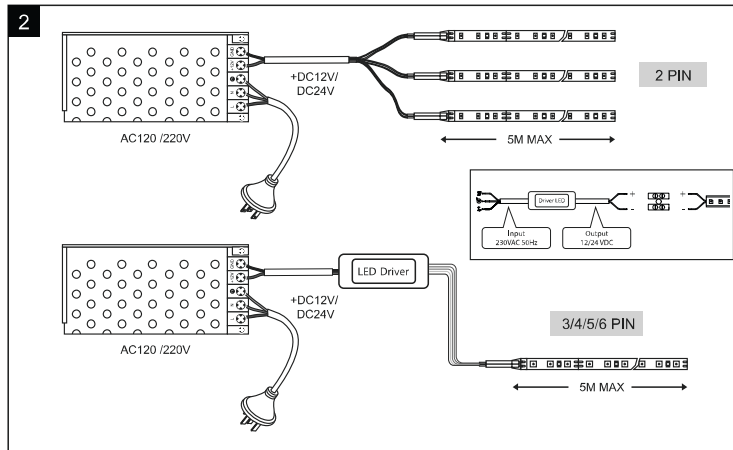 2
+DC12V/
DC24V
2 PIN
AC120 /220V
5M MAX
+
-
Driver LED
+
-
Input
230VAC 50Hz
Output
12/24 VDC
LED Driver
+DC12V/
DC24V
3/4/5/6 PIN
AC120 /220V
5M MAX